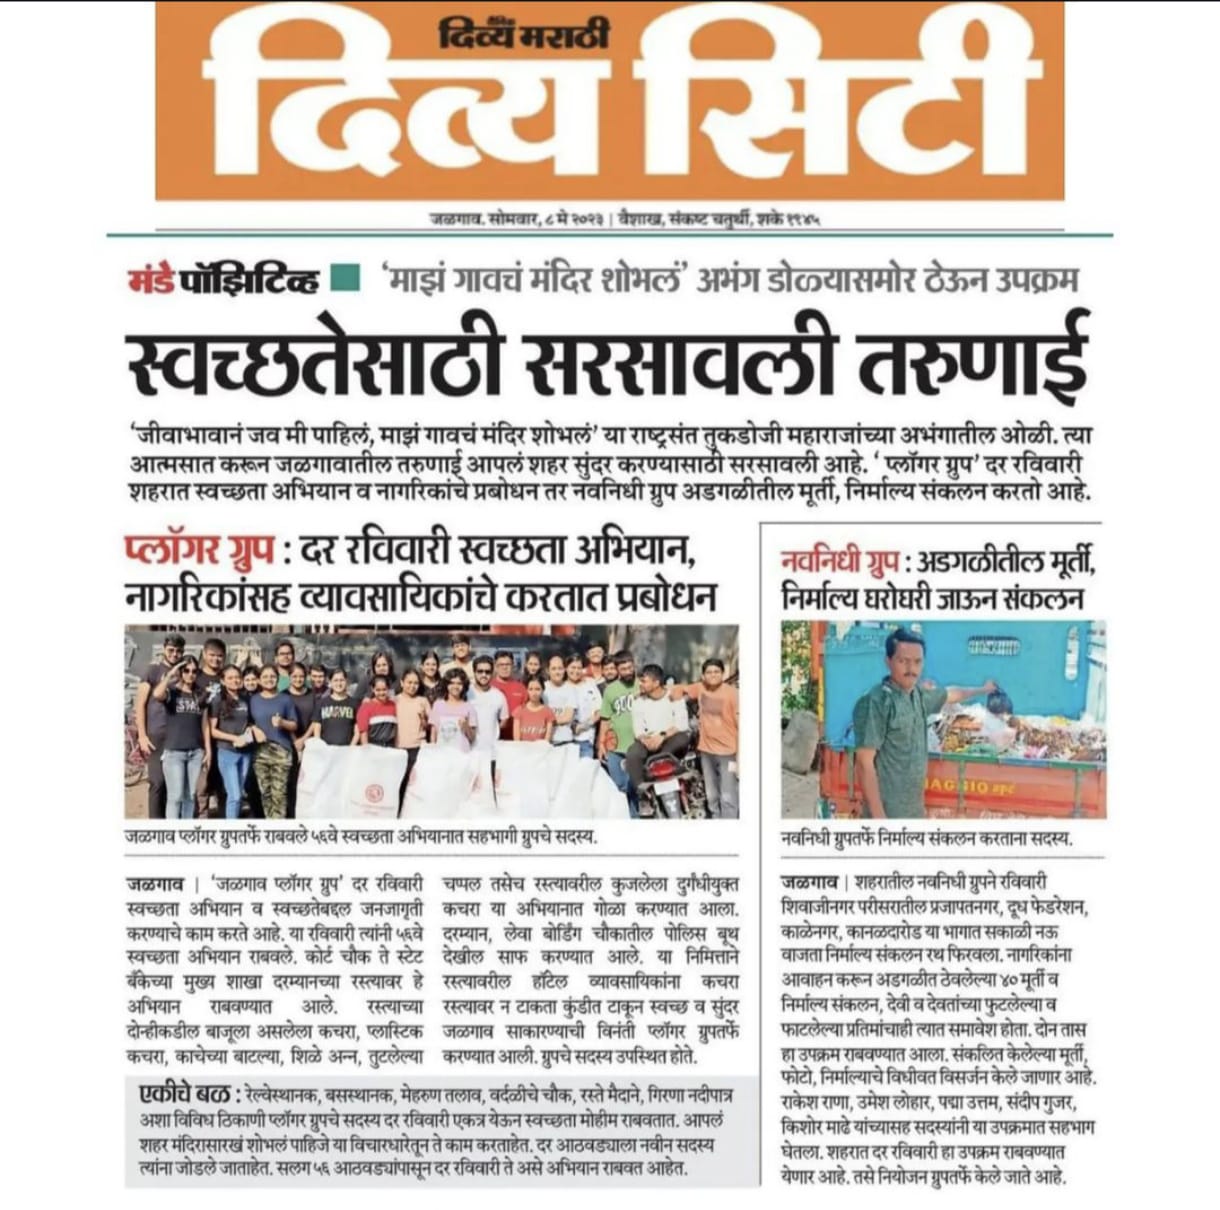 दैनिक
दिव्य मराठी
दिव्य सिटी
जळगाव. सोमवार, ८ मे २०२३ | वैशाख, संकष्ट चतुर्थी, शके १९४५
मंडे पॉझिटिव्ह 'माझं गावचं मंदिर शोभलं' अभंग डोळ्यासमोर ठेऊन उपक्रम
स्वच्छतेसाठी सरसावली तरुणाई
'जीवाभावानं जव मी पाहिलं, माझं गावचं मंदिर शोभलं' या राष्ट्रसंत तुकडोजी महाराजांच्या अभंगातील ओळी. त्या
आत्मसात करून जळगावातील तरुणाई आपलं शहर सुंदर करण्यासाठी सरसावली आहे. ' प्लॉगर ग्रुप' दर रविवारी
शहरात स्वच्छता अभियान व नागरिकांचे प्रबोधन तर नवनिधी ग्रुप अडगळीतील मूर्ती, निर्माल्य संकलन करतो आहे.
प्लॉगर ग्रुप : दर रविवारी स्वच्छता अभियान,
नागरिकांसह व्यावसायिकांचे करतात प्रबोधन
MARVEL
जळगाव प्लॉगर ग्रुपतर्फे राबवले ५६वे स्वच्छता अभियानात सहभागी ग्रुपचे सदस्य.
जळगाव | 'जळगाव प्लॉगर ग्रुप' दर रविवारी
स्वच्छता अभियान व स्वच्छतेबद्दल जनजागृती
करण्याचे काम करते आहे. या रविवारी त्यांनी ५६वे
स्वच्छता अभियान राबवले. कोर्ट चौक ते स्टेट
बँकेच्या मुख्य शाखा दरम्यानच्या रस्त्यावर हे
अभियान राबवण्यात आले. रस्त्याच्या
दोन्हीकडील बाजूला असलेला कचरा, प्लास्टिक
कचरा, काचेच्या बाटल्या, शिळे अन्न, तुटलेल्या
चप्पल तसेच रस्त्यावरील कुजलेला दुर्गंधीयुक्त
कचरा या अभियानात गोळा करण्यात आला.
दरम्यान, लेवा बोर्डिंग चौकातील पोलिस बूथ
देखील साफ करण्यात आले. या निमित्ताने
रस्त्यावरील हॉटेल व्यावसायिकांना कचरा
रस्त्यावर न टाकता कुंडीत टाकून स्वच्छ व सुंदर
जळगाव साकारण्याची विनंती प्लॉगर ग्रुपतर्फे
करण्यात आली. ग्रुपचे सदस्य उपस्थित होते.
एकीचे बळ : रेल्वेस्थानक, बसस्थानक, मेहरुण तलाव, वर्दळीचे चौक, रस्ते मैदाने, गिरणा नदीपात्र
अशा विविध ठिकाणी प्लॉगर ग्रुपचे सदस्य दर रविवारी एकत्र येऊन स्वच्छता मोहीम राबवतात. आपलं
शहर मंदिरासारखं शोभलं पाहिजे या विचारधारेतून ते काम करताहेत. दर आठवड्याला नवीन सदस्य
त्यांना जोडले जाताहेत. सलग ५६ आठवड्यांपासून दर रविवारी ते असे अभियान राबवत आहेत.
नवनिधी ग्रुप : अडगळीतील मूर्ती,
निर्माल्य घरोघरी जाऊन संकलन
PIAGGIO ape
नवनिधी ग्रुपतर्फे निर्माल्य संकलन करताना सदस्य.
जळगाव | शहरातील नवनिधी ग्रुपने रविवारी
शिवाजीनगर परीसरातील प्रजापतनगर, दूध फेडरेशन,
काळेनगर, कानळदारोड या भागात सकाळी नऊ
वाजता निर्माल्य संकलन रथ फिरवला. नागरिकांना
आवाहन करून अडगळीत ठेवलेल्या ४० मूर्ती व
निर्माल्य संकलन, देवी व देवतांच्या फुटलेल्या व
फाटलेल्या प्रतिमांचाही त्यात समावेश होता. दोन तास
हा उपक्रम राबवण्यात आला. संकलित केलेल्या मूर्ती,
फोटो, निर्माल्याचे विधीवत विसर्जन केले जाणार आहे.
राकेश राणा, उमेश लोहार, पद्मा उत्तम, संदीप गुजर,
किशोर माढे यांच्यासह सदस्यांनी या उपक्रमात सहभाग
घेतला. शहरात दर रविवारी हा उपक्रम राबवण्यात
येणार आहे. तसे नियोजन ग्रुपतर्फे केले जाते आहे.